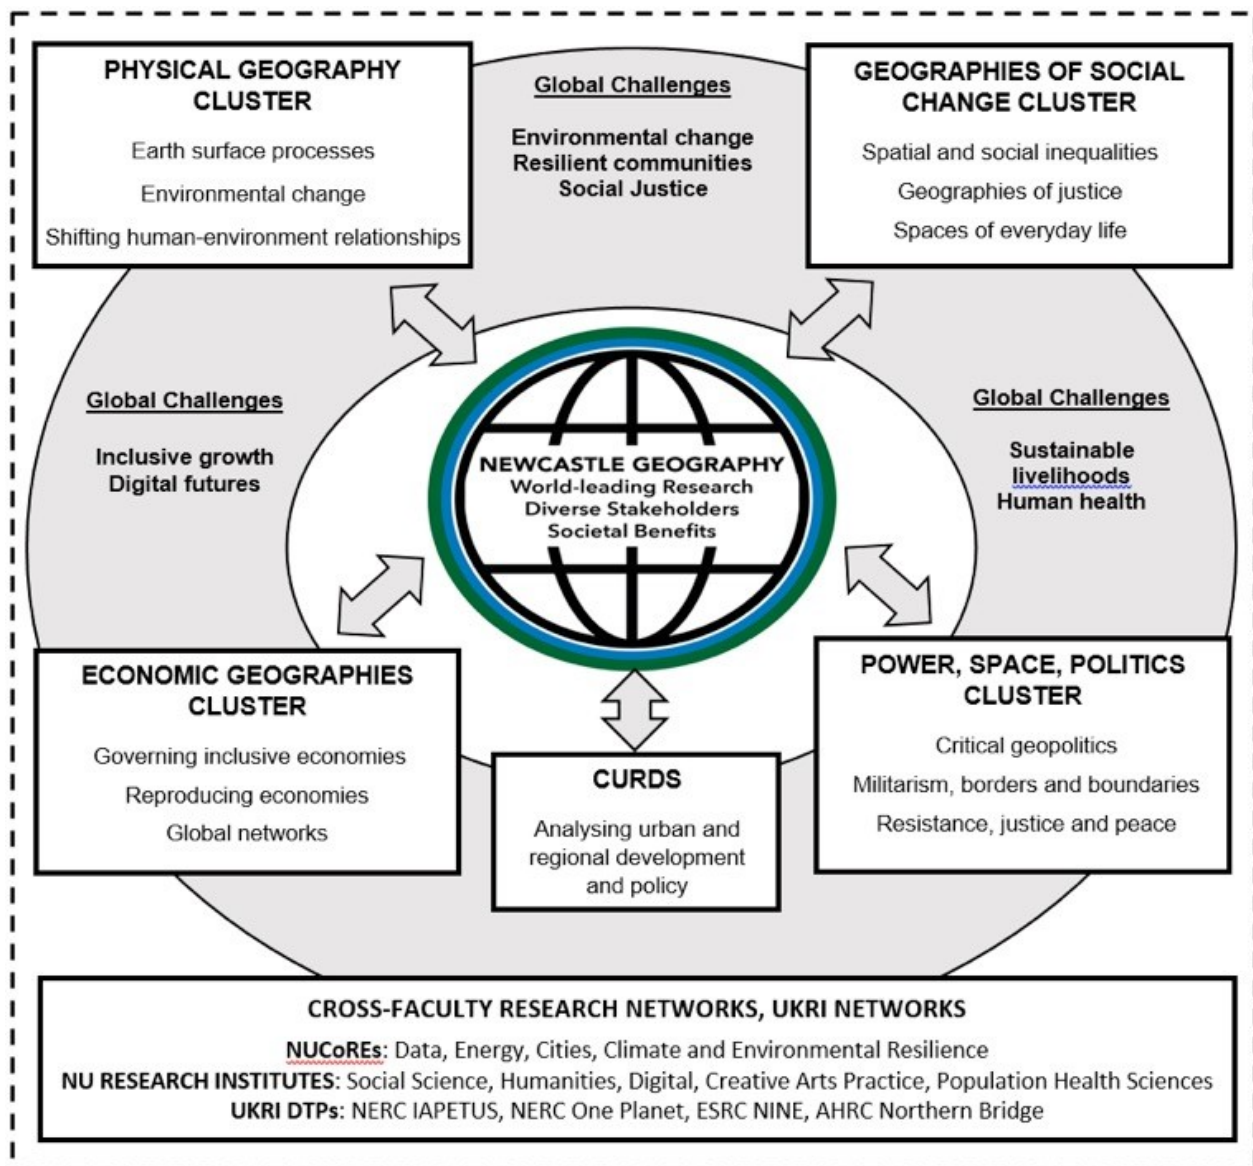 PHYSICAL GEOGRAPHY
CLUSTER
Earth surface processes
Environmental change
Shifting human-environment relationships
Global Challenges
Environmental change
Resilient communities
Social Justice
GEOGRAPHIES OF SOCIAL
CHANGE CLUSTER
Spatial and social inequalities
Geographies of justice
Spaces of everyday life
Global Challenges
Inclusive growth
Digital futures
NEWCASTLE GEOGRAPHY
World-leading Research
Diverse Stakeholders
Societal Benefits
Global Challenges
Sustainable
livelihoods
Human health
ECONOMIC GEOGRAPHIES
CLUSTER
Governing inclusive economies
Reproducing economies
Global networks
CURDS
Analysing urban and
regional development
and policy
POWER, SPACE, POLITICS
CLUSTER
Critical geopolitics
Militarism, borders and boundaries
Resistance, justice and peace
CROSS-FACULTY RESEARCH NETWORKS, UKRI NETWORKS
NUCoREs: Data, Energy, Cities, Climate and Environmental Resilience
NU RESEARCH INSTITUTES: Social Science, Humanities, Digital, Creative Arts Practice, Population Health Sciences
UKRI DTPs: NERC IAPETUS, NERC One Planet, ESRC NINE, AHRC Northern Bridge